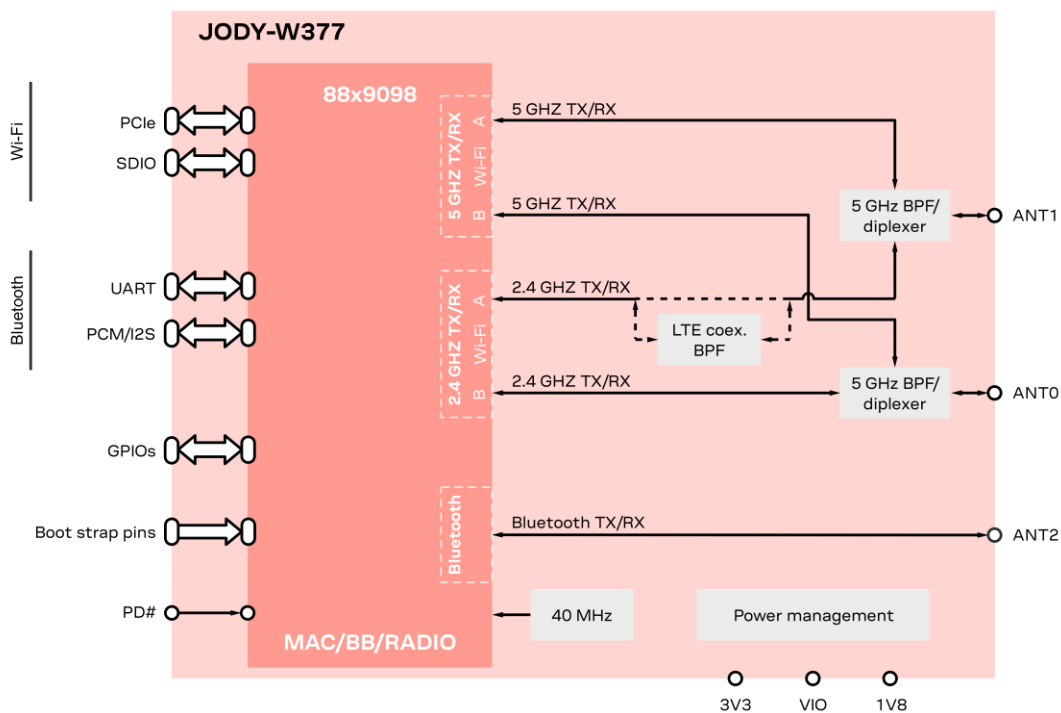 JODY-W377
88x9098
Wi-Fi
PCIe
SDIO
Bluetooth
UART
PCM/I2S
GPIOs
Boot strap pins
PD#
5 GHZ TX/RX
Wi-Fi
A
B
2.4 GHZ TX/RX
Wi-Fi
A
B
Bluetooth
MAC/BB/RADIO
5 GHZ TX/RX
5 GHZ TX/RX
2.4 GHZ TX/RX
LTE coex.
BPF
2.4 GHZ TX/RX
Bluetooth TX/RX
5 GHz BPF/
diplexer
ANT1
5 GHz BPF/
diplexer
ANT0
ANT2
40 MHz
Power management
3V3
VIO
1V8